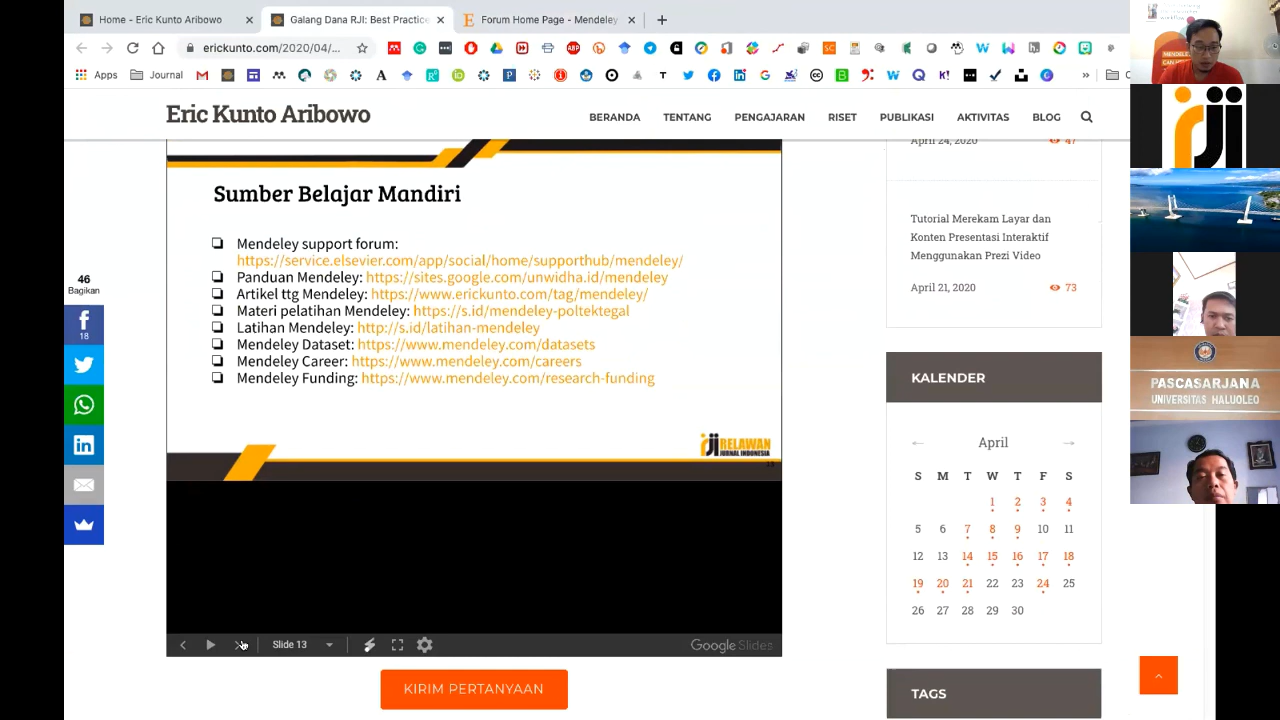 Home - Eric Kunto Aribowo
Galang Dana RJI: Best Practice
Forum Home Page - Mendeley
erickunto.com/2020/04/...
Apps
Journal
Eric Kunto Aribowo
BERANDA
TENTANG
PENGAJARAN
RISET
PUBLIKASI
AKTIVITAS
BLOG
Sumber Belajar Mandiri
Mendeley support forum:
https://service.elsevier.com/app/social/home/supporthub/mendeley/
Panduan Mendeley: https://sites.google.com/unwidha.id/mendeley
Artikel ttg Mendeley: https://www.erickunto.com/tag/mendeley/
Materi pelatihan Mendeley: https://s.id/mendeley-poltektegal
Latihan Mendeley: http://s.id/latihan-mendeley
Mendeley Dataset: https://www.mendeley.com/datasets
Mendeley Career: https://www.mendeley.com/careers
Mendeley Funding: https://www.mendeley.com/research-funding
RELAWAN
JURNAL INDONESIA
13
46
Bagikan
18
Slide 13
Google Slides
KIRIM PERTANYAAN
April 24, 2020
47
Tutorial Merekam Layar dan
Konten Presentasi Interaktif
Menggunakan Prezi Video
April 21, 2020
73
KALENDER
April
S M T W T F S
1 2 3 4
5 6 7 8 9 10 11
12 13 14 15 16 17 18
19 20 21 22 23 24 25
26 27 28 29 30
TAGS
rji
PASCASARJANA
UNIVERSITAS HALUOLEO